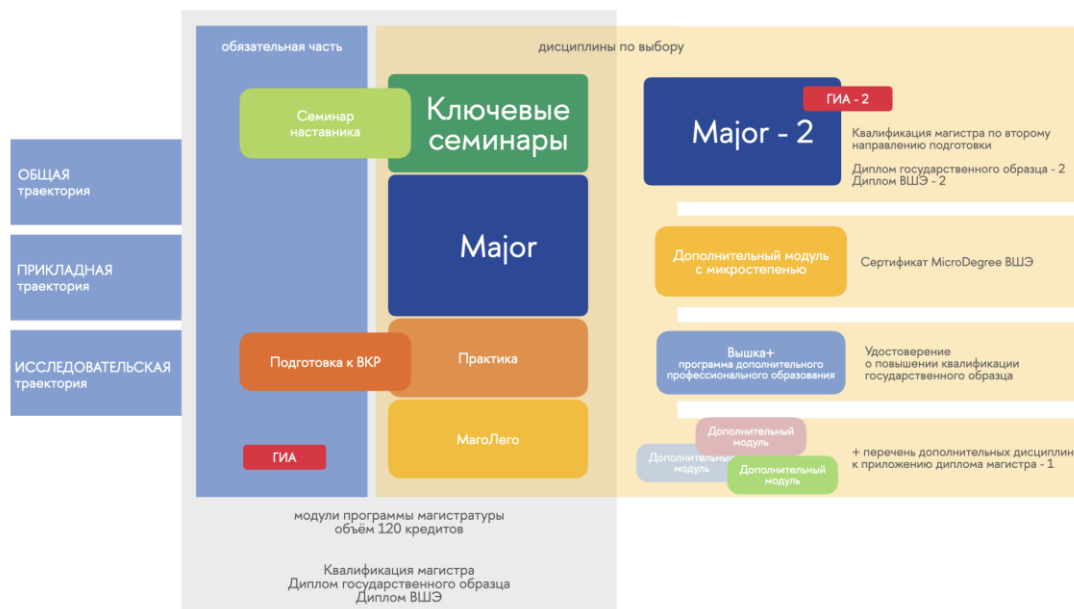 обязательная часть
дисциплины по выбору
Семинар
наставника
Ключевые
семинары
ГИА - 2
Major - 2
Квалификация магистра по второму
направлению подготовки
Диплом государственного образца - 2
Диплом ВШЭ - 2
ОБЩАЯ
траектория
Major
ПРИКЛАДНАЯ
траектория
Дополнительный модуль
с микростепенью
Сертификат MicroDegree ВШЭ
ИССЛЕДОВАТЕЛЬСКАЯ
траектория
Подготовка к ВКР
Практика
Вышка+
программа дополнительного
профессионального образования
Удостоверение
о повышении квалификации
государственного образца
ГИА
МагоЛего
Дополнительный
модуль
Дополнительный
модуль
Дополнительный
модуль
+ перечень дополнительных дисциплин
к приложению диплома магистра - 1
модули программы магистратуры
объём 120 кредитов
Квалификация магистра
Диплом государственного образца
Диплом ВШЭ